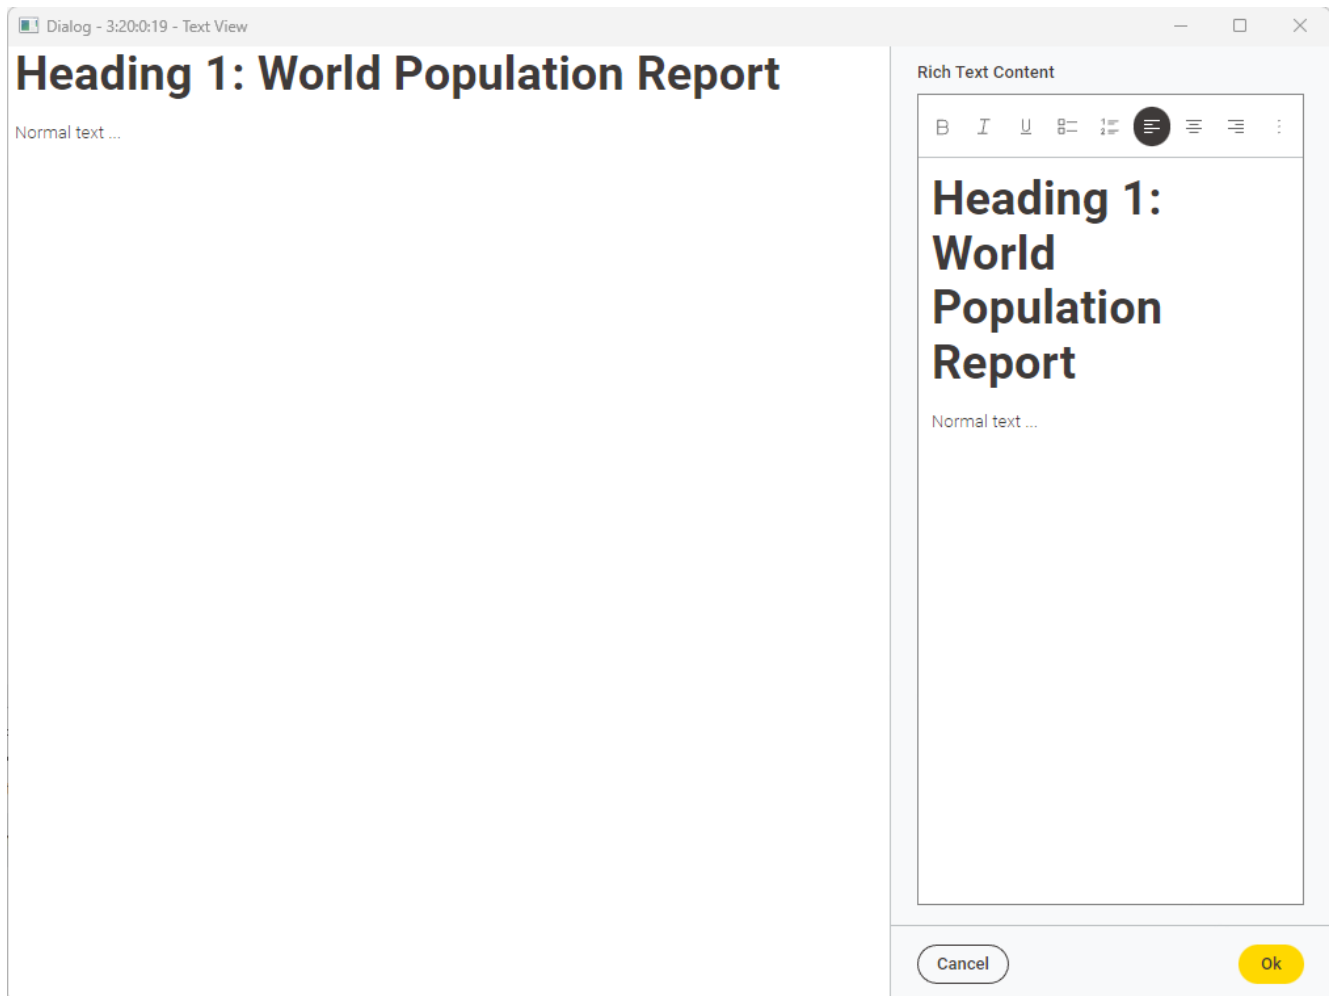 Dialog - 3:20:0:19 - Text View
Heading 1: World Population Report
Normal text ...
Rich Text Content
B I U
Heading 1:
World
Population
Report
Normal text ...
Cancel
Ok